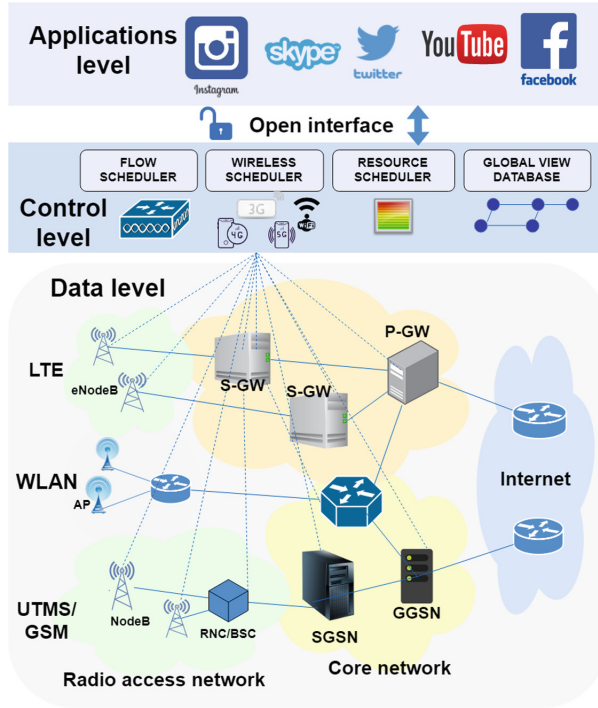 Applications
level
Instagram
skype
twitter
YouTube
facebook
Open interface
Control
level
FLOW
SCHEDULER
WIRELESS
SCHEDULER
RESOURCE
SCHEDULER
GLOBAL VIEW
DATABASE
3G
WiFi
4G
5G
Data level
LTE
eNodeB
S-GW
S-GW
P-GW
WLAN
AP
Internet
UTMS/
GSM
NodeB
RNC/BSC
SGSN
GGSN
Radio access network
Core network